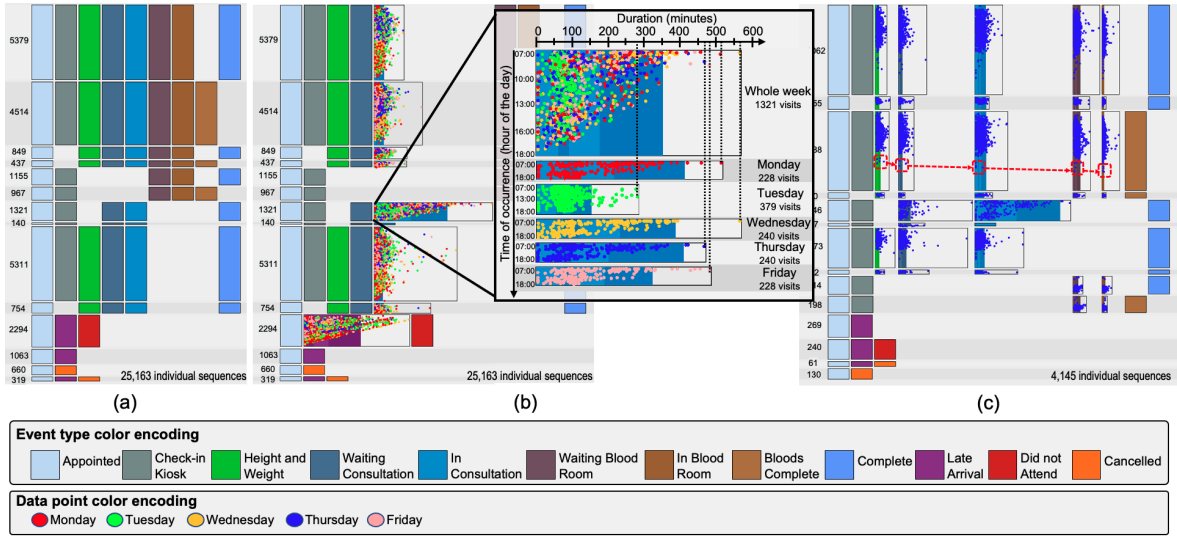 5379
4514
849
437
1155
967
1321
140
5311
754
2294
1063
660
319
25,163 individual sequences
(a)
5379
4514
849
437
1155
967
1321
140
5311
754
2294
1063
660
319
25,163 individual sequences
(b)
Duration (minutes)
0 100 200 300 400 500 600
Time of occurrence (hour of the day)
07:00
10:00
13:00
16:00
18:00
Whole week
1321 visits
07:00
18:00
Monday
228 visits
07:00
13:00
18:00
Tuesday
379 visits
07:00
18:00
Wednesday
240 visits
07:00
18:00
Thursday
240 visits
07:00
18:00
Friday
228 visits
962
46
73
198
269
240
61
130
4,145 individual sequences
(c)
Event type color encoding
Appointed
Check-in
Kiosk
Height and
Weight
Waiting
Consultation
In
Consultation
Waiting Blood
Room
In Blood
Room
Bloods
Complete
Complete
Late
Arrival
Did not
Attend
Cancelled
Data point color encoding
Monday Tuesday Wednesday Thursday Friday